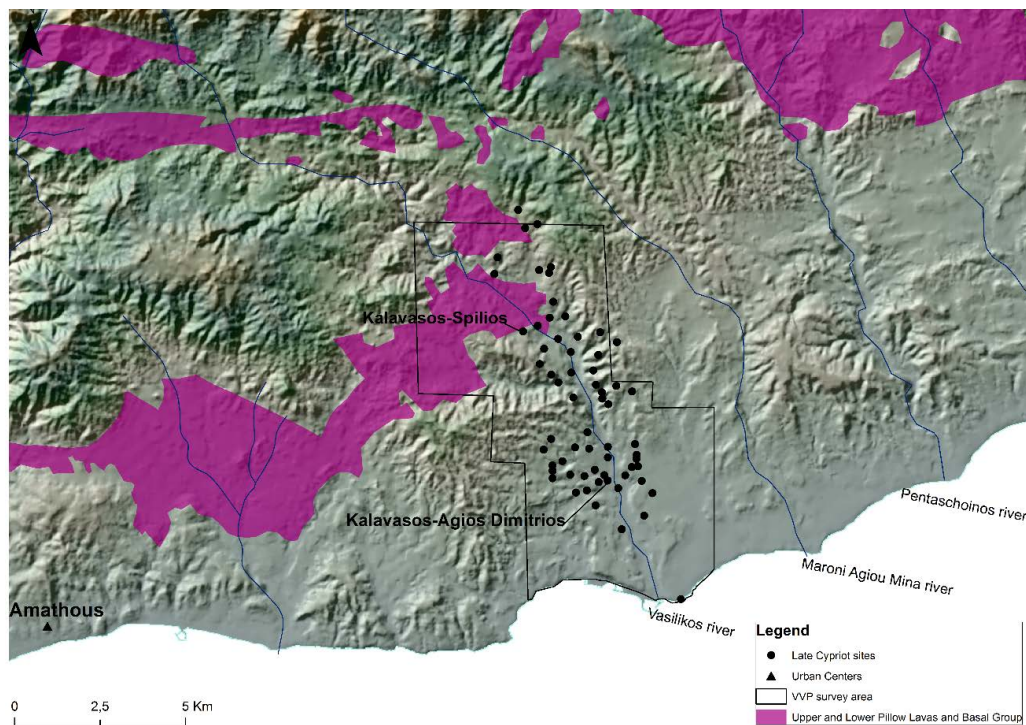 Kalavasos-Spilios
Kalavasos-Agios Dimitrios
Pentaschoinos river
Maroni Agiou Mina river
Vasilikos river
Amathous
Legend
Late Cypriot sites
Urban Centers
VVP survey area
Upper and Lower Pillow Lavas and Basal Group
0 2,5 5 Km